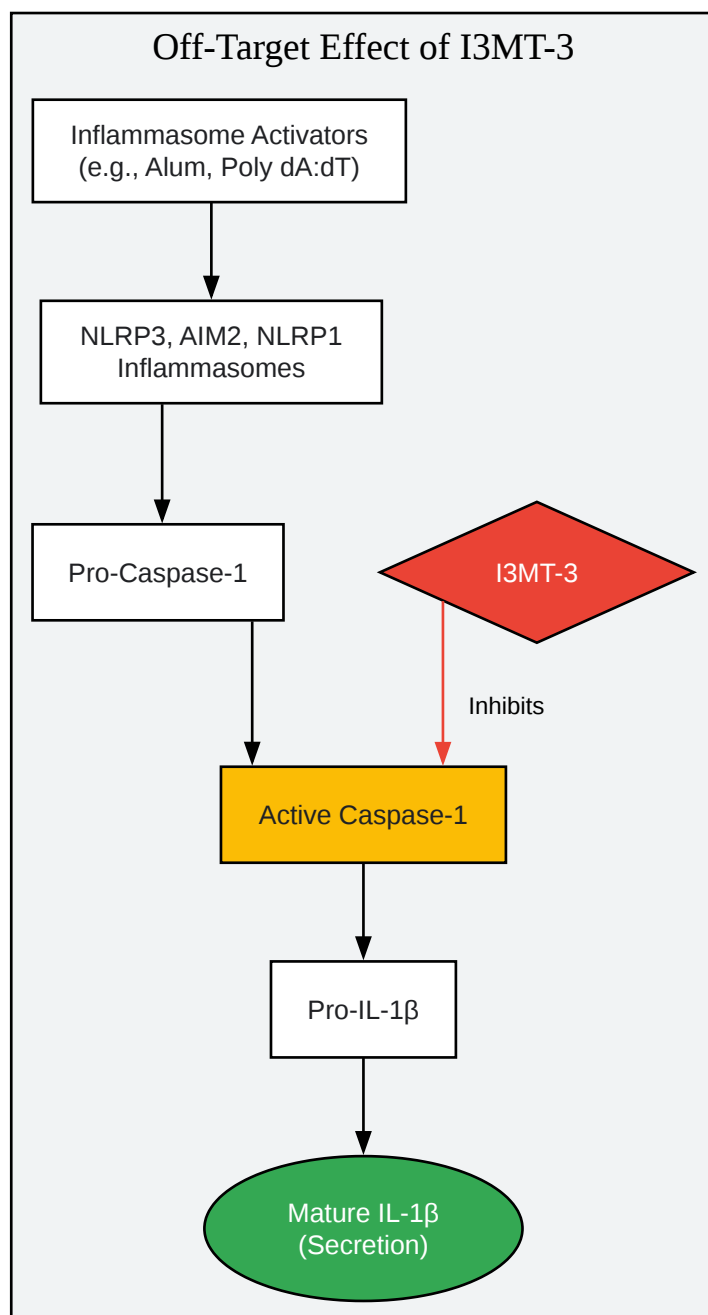 Off-Target Effect of I3MT-3
Inflammasome Activators
(e.g., Alum, Poly dA:dT)
NLRP3, AIM2, NLRP1
Inflammasomes
Pro-Caspase-1
I3MT-3
Inhibits
Active Caspase-1
Pro-IL-1β
Mature IL-1β
(Secretion)